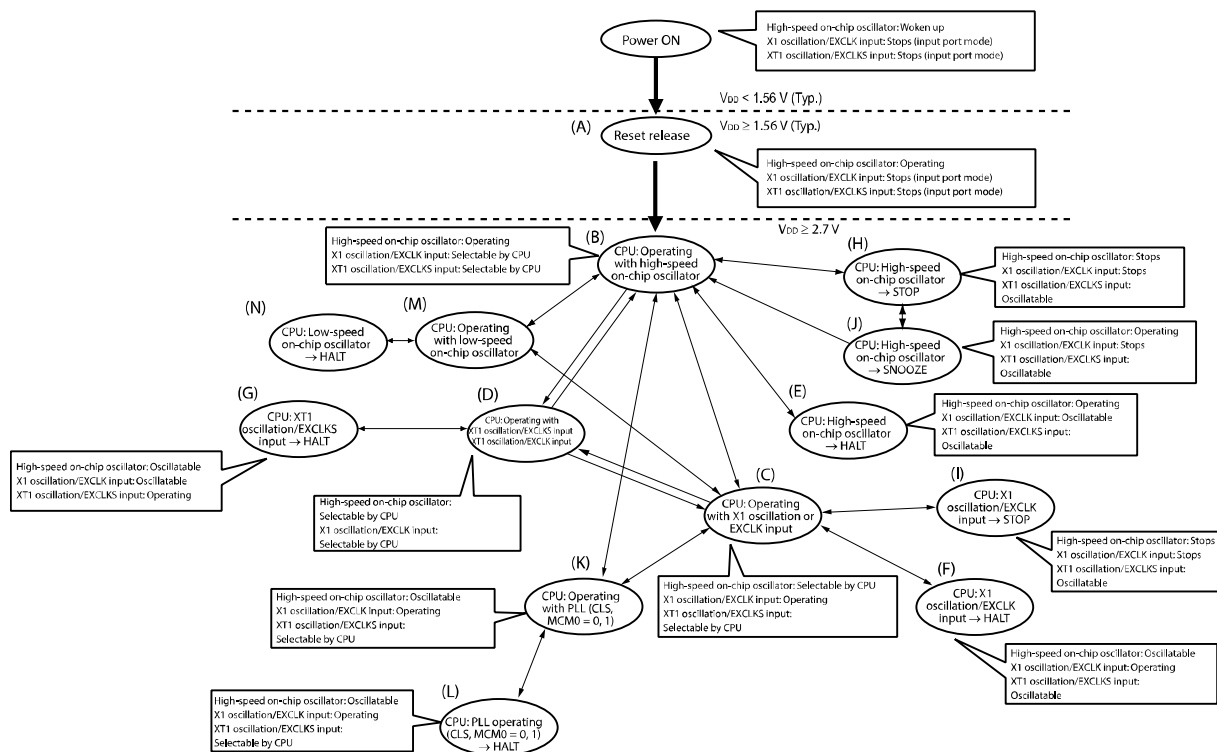 Power ON
High-speed on-chip oscillator: Woken up
X1 oscillation/EXCLK input: Stops (input port mode)
XT1 oscillation/EXCLKS input: Stops (input port mode)
VDD < 1.56 V (Typ.)
(A)
Reset release
VDD ≥ 1.56 V (Typ.)
High-speed on-chip oscillator: Operating
X1 oscillation/EXCLK input: Stops (input port mode)
XT1 oscillation/EXCLKS input: Stops (input port mode)
VDD ≥ 2.7 V
(B)
CPU: Operating
with high-speed
on-chip oscillator
High-speed on-chip oscillator: Operating
X1 oscillation/EXCLK input: Selectable by CPU
XT1 oscillation/EXCLKS input: Selectable by CPU
(H)
CPU: High-speed
on-chip oscillator
→ STOP
High-speed on-chip oscillator: Stops
X1 oscillation/EXCLK input: Stops
XT1 oscillation/EXCLKS input:
Oscillatable
(N)
CPU: Low-speed
on-chip oscillator
→ HALT
(M)
CPU: Operating
with low-speed
on-chip oscillator
(J)
CPU: High-speed
on-chip oscillator
→ SNOOZE
High-speed on-chip oscillator: Operating
X1 oscillation/EXCLK input: Stops
XT1 oscillation/EXCLKS input:
Oscillatable
(G)
CPU: XT1
oscillation/EXCLKS
input → HALT
High-speed on-chip oscillator: Oscillatable
X1 oscillation/EXCLK input: Oscillatable
XT1 oscillation/EXCLKS input: Operating
(D)
CPU: Operating with
XT1 oscillation/EXCLKS input
XT1 oscillation/EXCLK input
High-speed on-chip oscillator:
Selectable by CPU
X1 oscillation/EXCLK input:
Selectable by CPU
(E)
CPU: High-speed
on-chip oscillator
→ HALT
High-speed on-chip oscillator: Operating
X1 oscillation/EXCLK input: Oscillatable
XT1 oscillation/EXCLKS input:
Oscillatable
(C)
CPU: Operating
with X1 oscillation or
EXCLK input
High-speed on-chip oscillator: Selectable by CPU
X1 oscillation/EXCLK input: Operating
XT1 oscillation/EXCLKS input:
Selectable by CPU
(I)
CPU: X1
oscillation/EXCLK
input → STOP
High-speed on-chip oscillator: Stops
X1 oscillation/EXCLK input: Stops
XT1 oscillation/EXCLKS input:
Oscillatable
(K)
CPU: Operating
with PLL (CLS,
MCM0 = 0, 1)
High-speed on-chip oscillator: Oscillatable
X1 oscillation/EXCLK input: Operating
XT1 oscillation/EXCLKS input:
Selectable by CPU
(F)
CPU: X1
oscillation/EXCLK
input → HALT
High-speed on-chip oscillator: Oscillatable
X1 oscillation/EXCLK input: Operating
XT1 oscillation/EXCLKS input:
Oscillatable
(L)
CPU: PLL operating
(CLS, MCM0 = 0, 1)
→ HALT
High-speed on-chip oscillator: Oscillatable
X1 oscillation/EXCLK input: Operating
XT1 oscillation/EXCLKS input:
Selectable by CPU